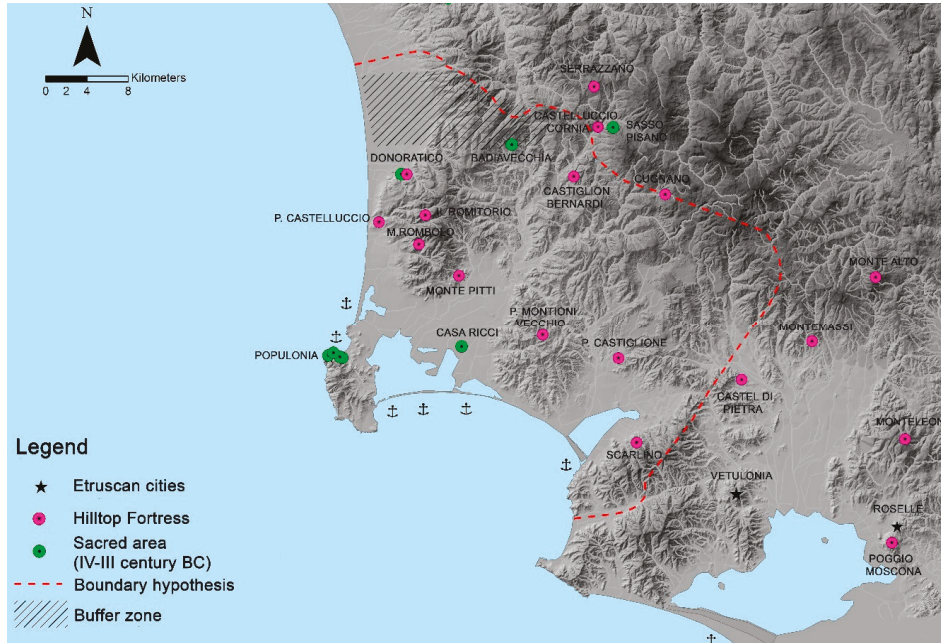 N
Kilometers
0 2 4 8
SERRAZZANO
CASTELLUCCIO
CORNIA
SASSO
PISANO
DONORATICO
BADIAVECCHIA
CASTIGLION
BERNARDI
CUGNANO
P. CASTELLUCCIO
IL ROMITORIO
M.ROMBOLO
MONTE PITTI
MONTE ALTO
P. MONTIONI
VECCHIO
CASA RICCI
MONTEMASSI
POPULONIA
P. CASTIGLIONE
CASTEL DI
PIETRA
MONTELEON
SCARLINO
VETULONIA
ROSELLE
POGGIO
MOSCONA
Legend
Etruscan cities
Hilltop Fortress
Sacred area
(IV-III century BC)
Boundary hypothesis
Buffer zone